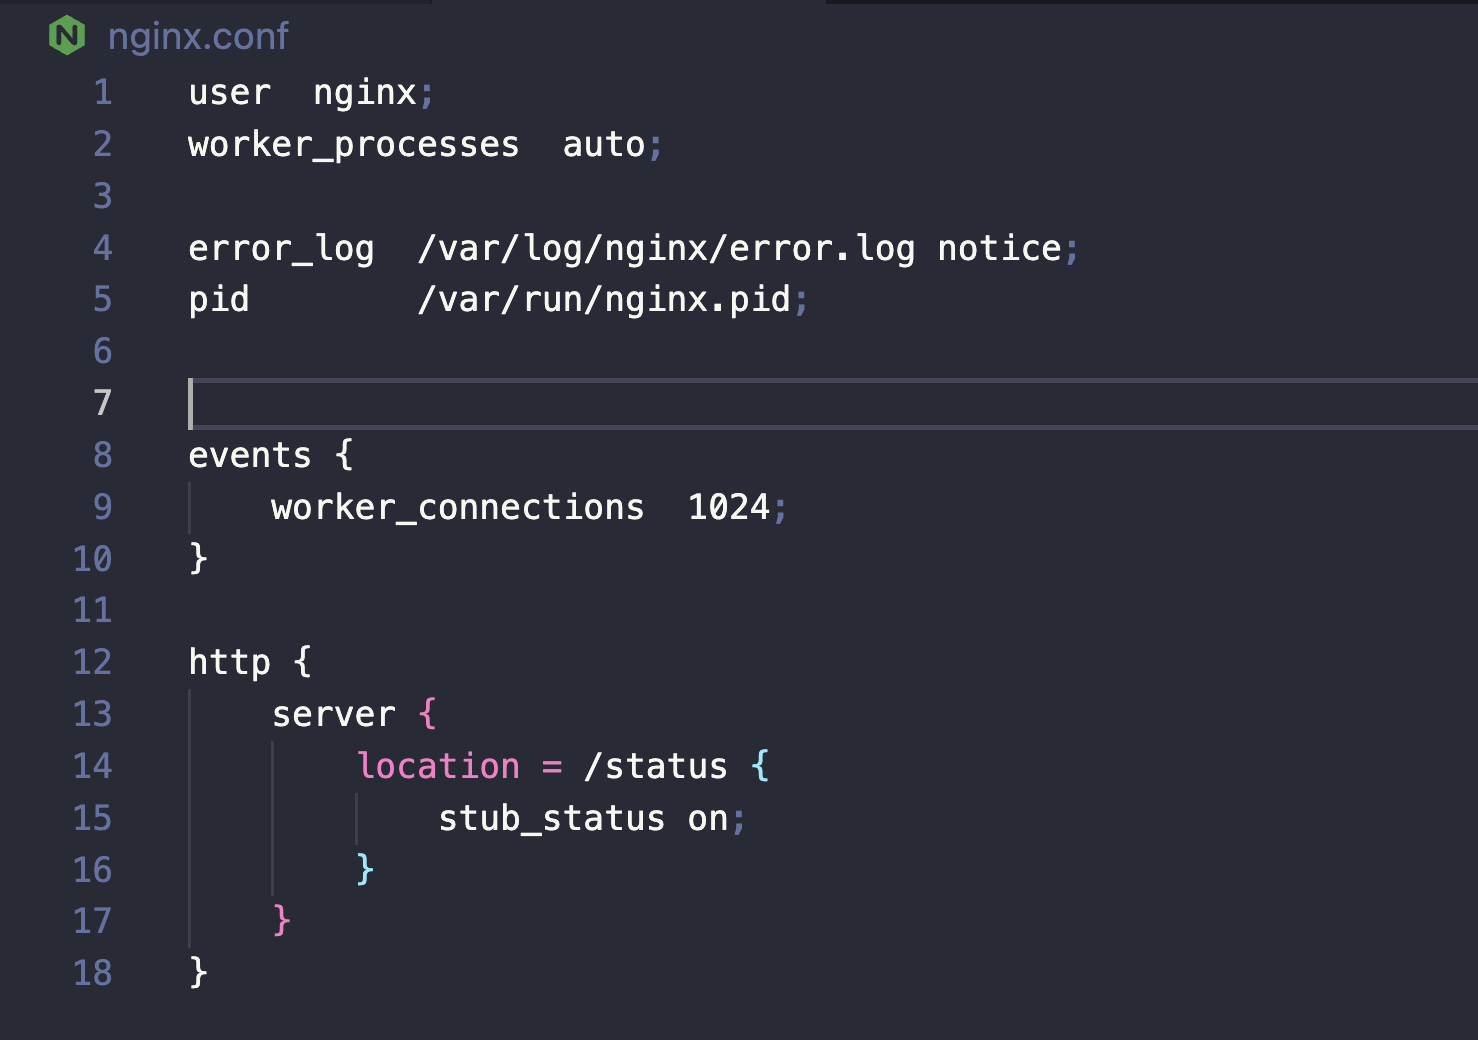 nginx.conf
1 user  nginx;
2 worker_processes  auto;
3
4 error_log  /var/log/nginx/error.log notice;
5 pid        /var/run/nginx.pid;
6
7
8 events {
9     worker_connections  1024;
10 }
11
12 http {
13     server {
14         location = /status {
15             stub_status on;
16         }
17     }
18 }